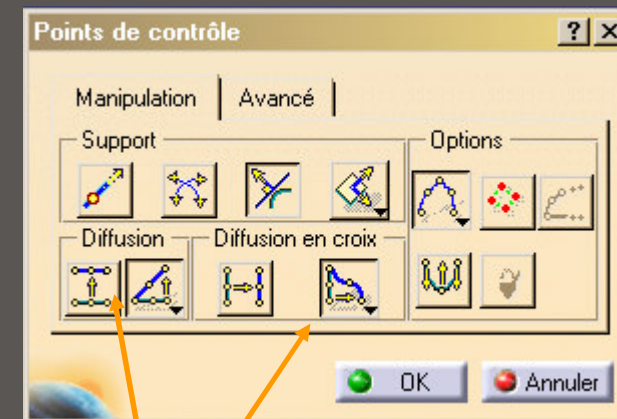 Points de contrôle
Manipulation Avancé
Support Options
Diffusion Diffusion en croix
OK Annuler